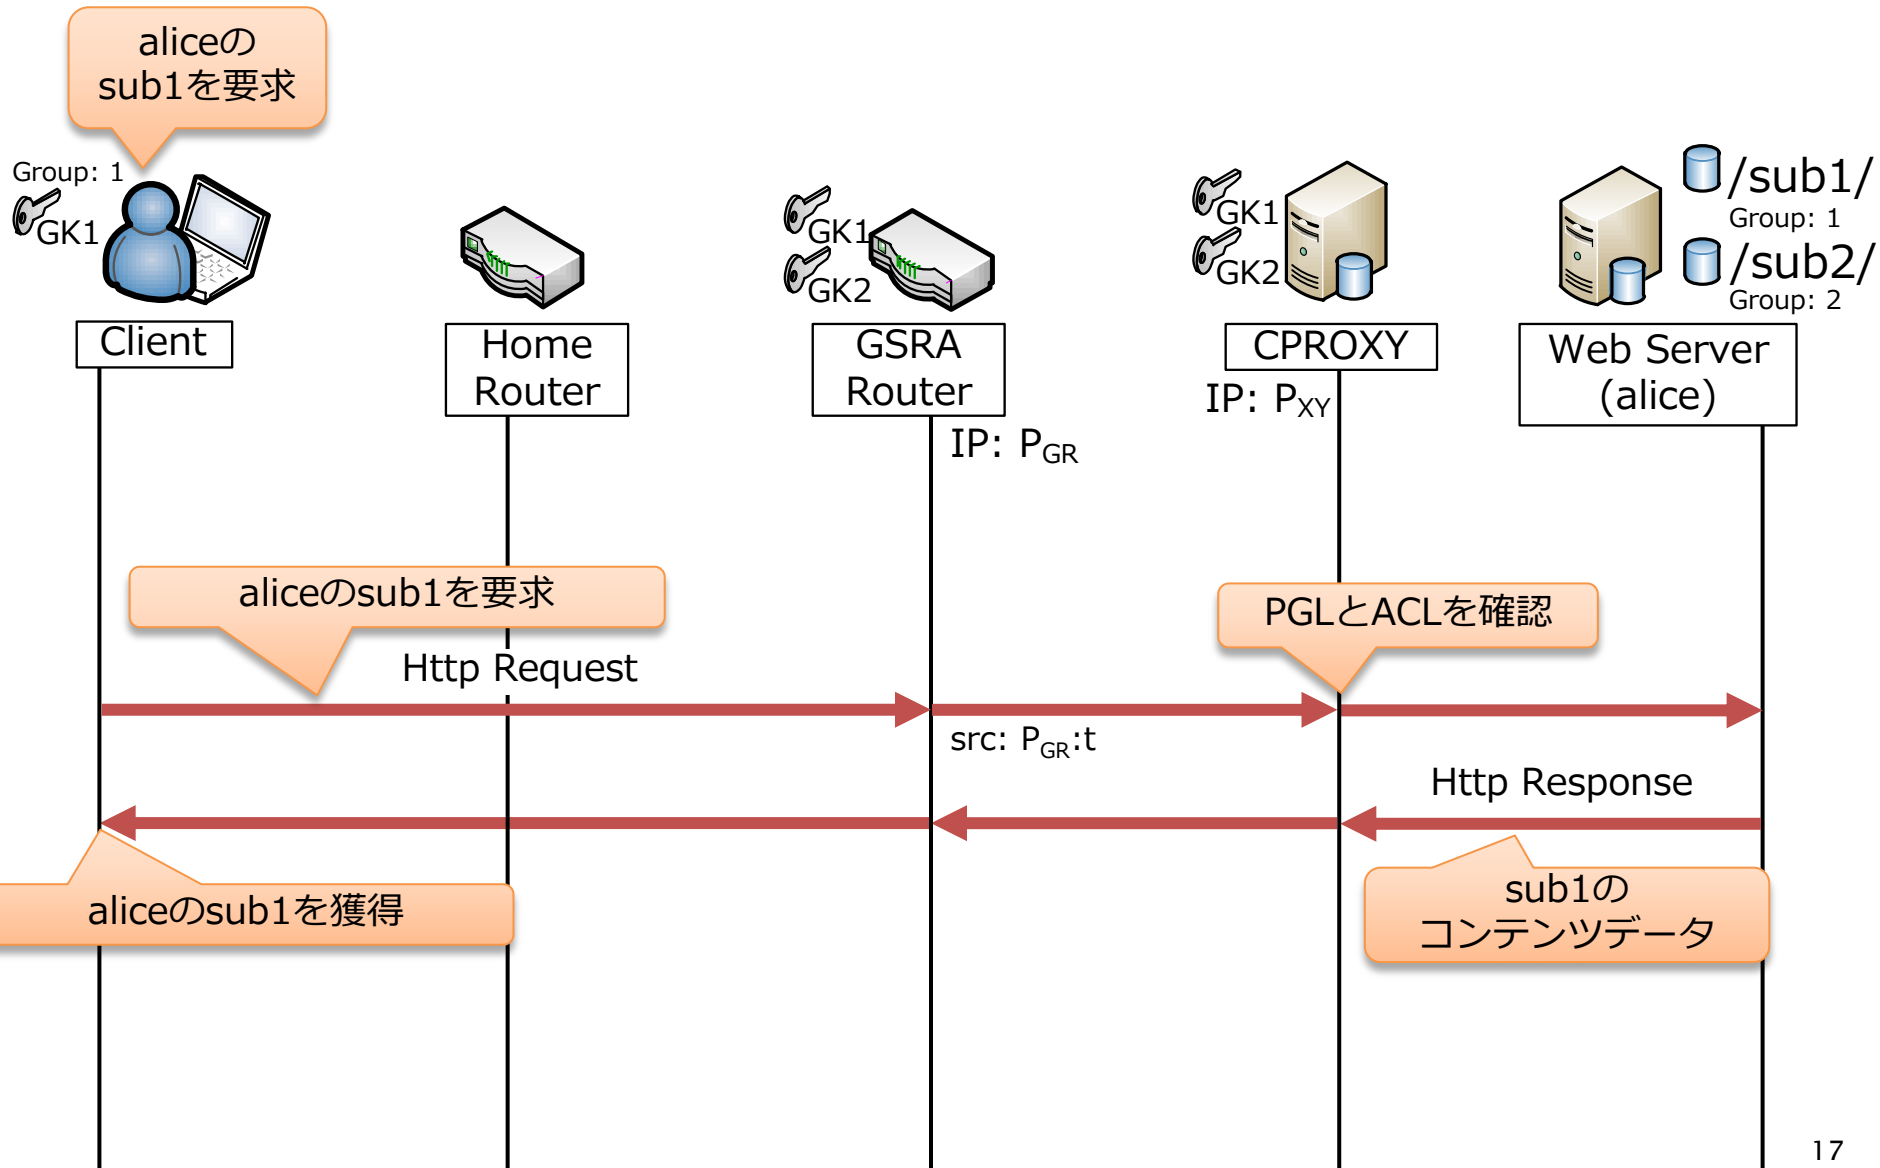 aliceの
sub1を要求
Group: 1
GK1
GK1
GK2
GK1
GK2
/sub1/
Group: 1
/sub2/
Group: 2
Client
Home
Router
GSRA
Router
CPROXY
Web Server
(alice)
IP: PGR
IP: PXY
aliceのsub1を要求
PGLとACLを確認
Http Request
src: PGR:t
Http Response
aliceのsub1を獲得
sub1の
コンテンツデータ
17